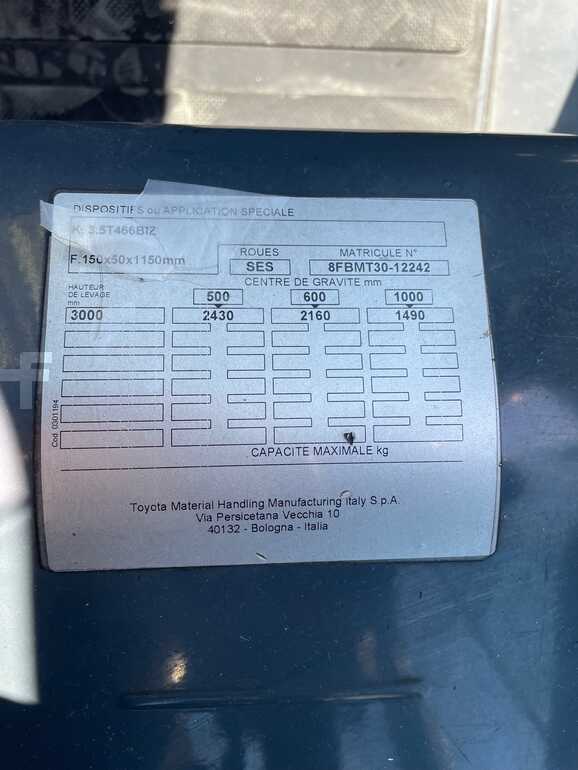 DISPOSITIFS ou APPLICATION SPECIALE
K: 3.5T466BIZ
F.150x50x1150mm
ROUES
SES
MATRICULE N°
8FBMT30-12242
CENTRE DE GRAVITE mm
HAUTEUR
DE LEVAGE
mm
500 600 1000
3000 2430 2160 1490
CAPACITE MAXIMALE kg
Cod 0301194
Toyota Material Handling Manufacturing Italy S.p.A.
Via Persicetana Vecchia 10
40132 - Bologna - Italia